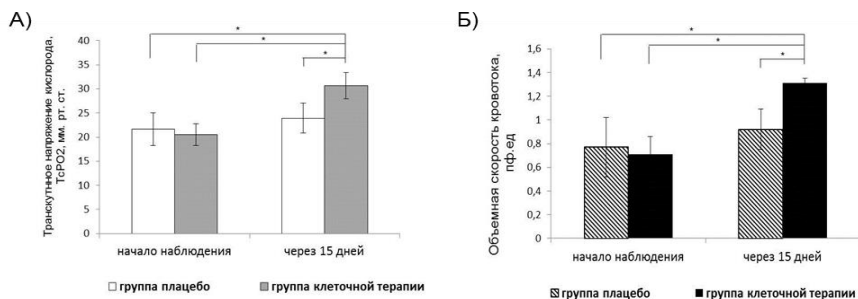 А)
Транскутнное напряжение кислорода,
TcPO2, мм. рт. ст.
40
35
30
25
20
15
10
5
0
*
*
*
начало наблюдения
через 15 дней
группа плацебо
группа клеточной терапии
Б)
Объемная скорость кровотока,
пф.ед
1,6
1,4
1,2
1
0,8
0,6
0,4
0,2
0
*
*
*
начало наблюдения
через 15 дней
группа плацебо
группа клеточной терапии